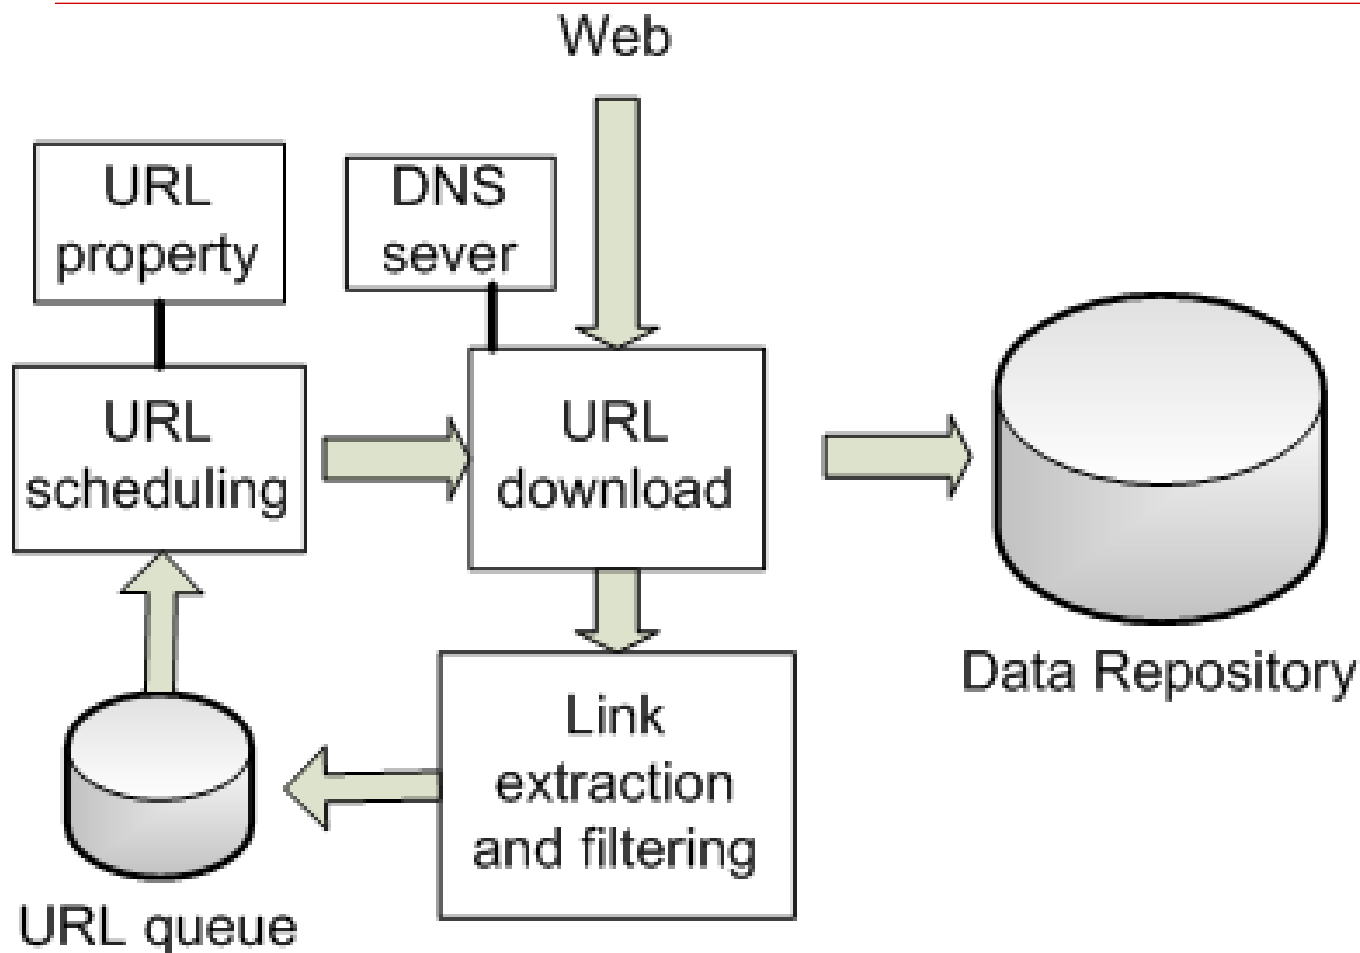 Web
URL
property
DNS
sever
URL
scheduling
URL
download
Data Repository
Link
extraction
and filtering
URL queue